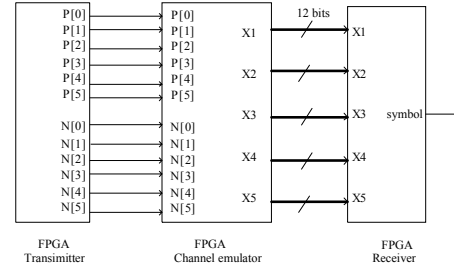 12 bits
P[0] P[0]
P[1] P[1] X1 X1
P[2] P[2]
P[3] P[3] X2 X2
P[4] P[4]
P[5] P[5]
X3 X3 symbol
N[0] N[0]
N[1] N[1]
N[2] N[2] X4 X4
N[3] N[3]
N[4] N[4] X5 X5
N[5] N[5]
FPGA FPGA FPGA
Transimitter Channel emulator Receiver